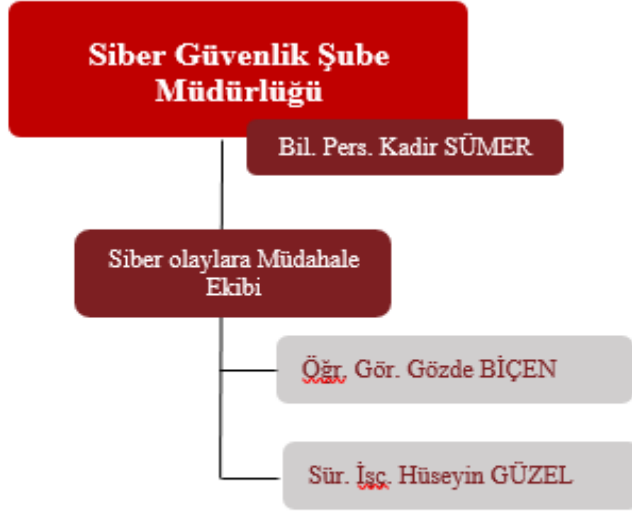 Siber Güvenlik Şube
Müdürlüğü
Bil. Pers. Kadir SÜMER
Siber olaylara Müdahale
Ekibi
Öğr. Gör. Gözde BİÇEN
Sür. İşç. Hüseyin GÜZEL